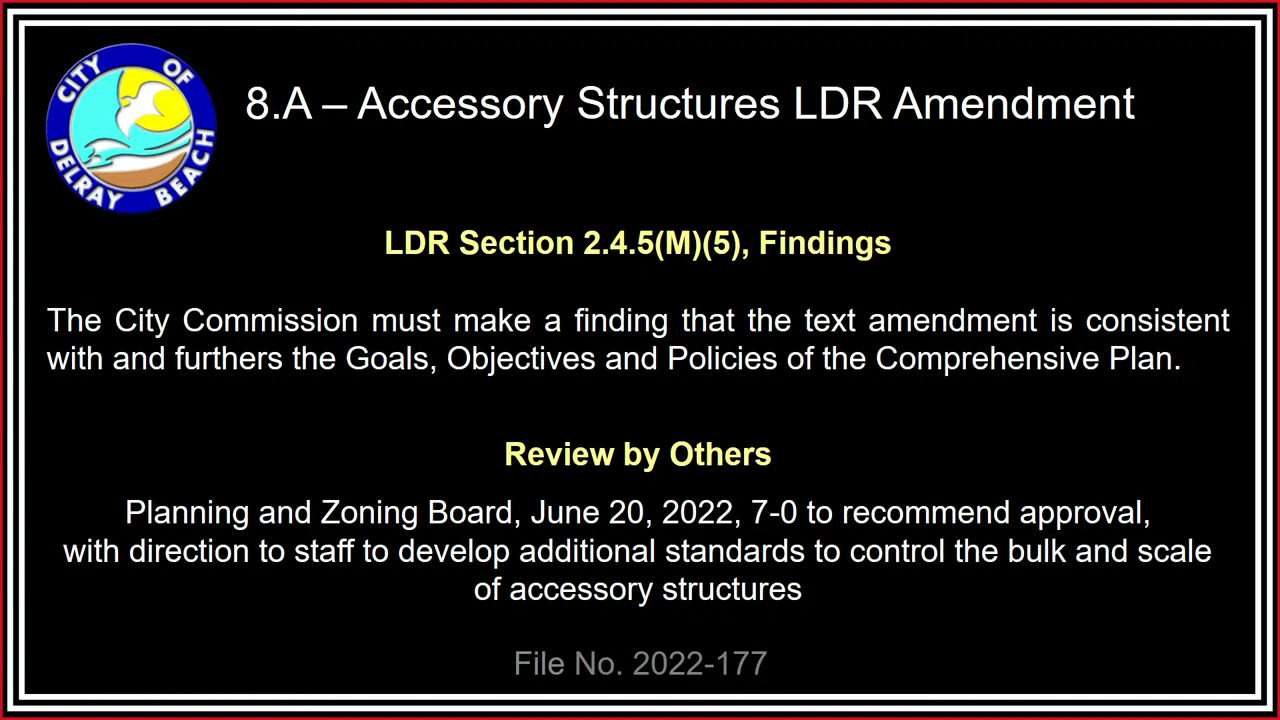 CITY OF
DELRAY BEACH
8.A – Accessory Structures LDR Amendment
LDR Section 2.4.5(M)(5), Findings
The City Commission must make a finding that the text amendment is consistent
with and furthers the Goals, Objectives and Policies of the Comprehensive Plan.
Review by Others
Planning and Zoning Board, June 20, 2022, 7-0 to recommend approval,
with direction to staff to develop additional standards to control the bulk and scale
of accessory structures
File No. 2022-177